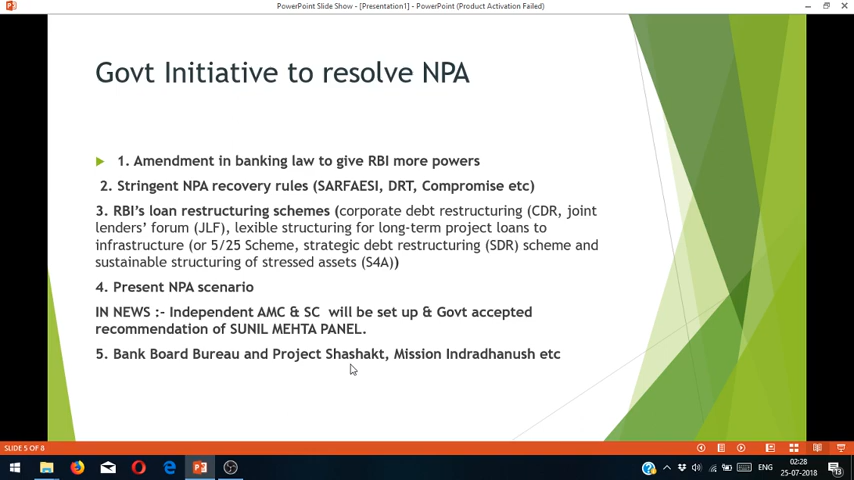 PowerPoint Slide Show - [Presentation1] - PowerPoint (Product Activation Failed)
Govt Initiative to resolve NPA
1. Amendment in banking law to give RBI more powers
2. Stringent NPA recovery rules (SARFAESI, DRT, Compromise etc)
3. RBI's loan restructuring schemes (corporate debt restructuring (CDR, joint
lenders' forum (JLF), lexible structuring for long-term project loans to
infrastructure (or 5/25 Scheme, strategic debt restructuring (SDR) scheme and
sustainable structuring of stressed assets (S4A))
4. Present NPA scenario
IN NEWS :- Independent AMC & SC will be set up & Govt accepted
recommendation of SUNIL MEHTA PANEL.
5. Bank Board Bureau and Project Shashakt, Mission Indradhanush etc
SLIDE 5 OF 8
ENG
02:28
25-07-2018
13